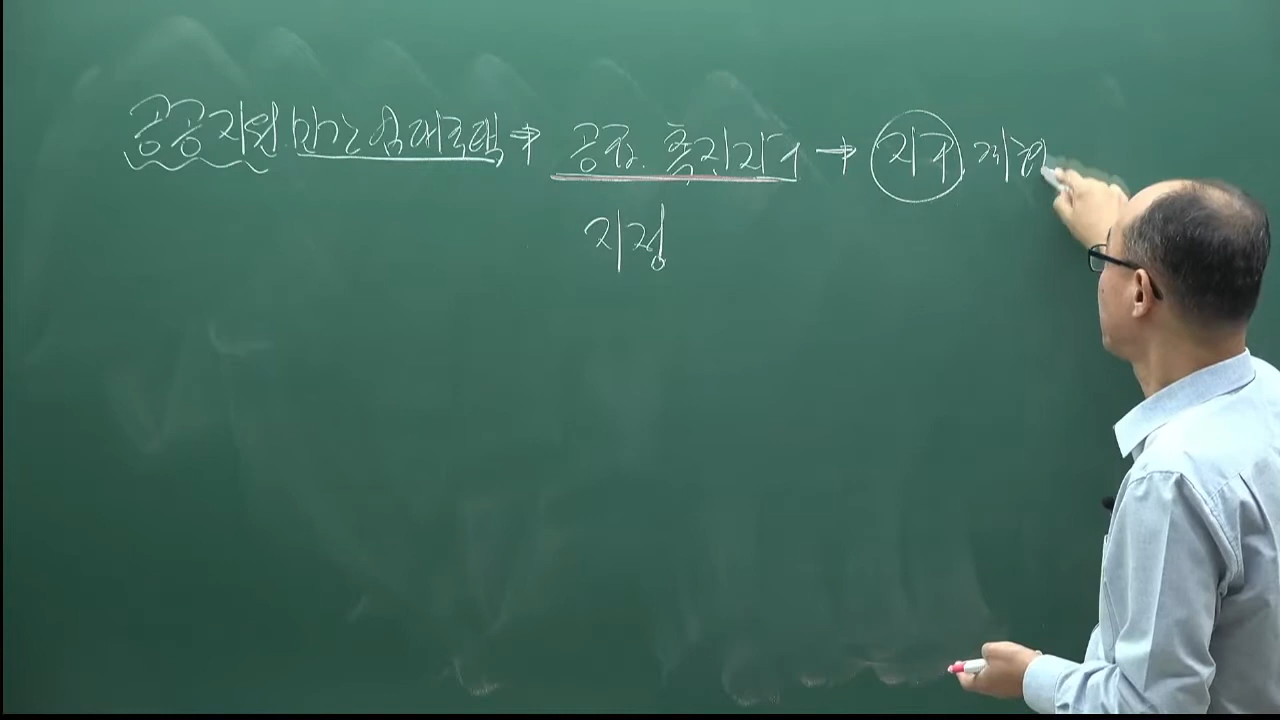 공공지원 민간임대주택 ⇒ 공급촉진지구 → 지구계획
지정